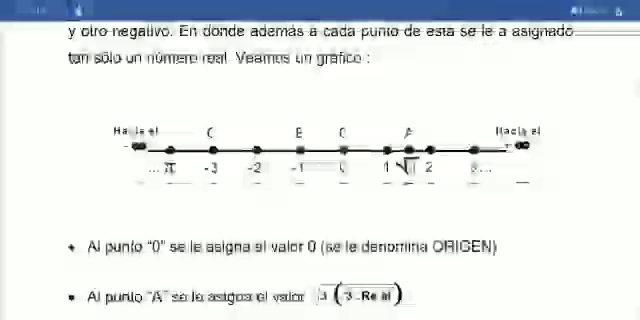 y otro negativo. En donde además a cada punto de esta se le a asignado
tan sólo un número real. Veamos un gráfico :
Hacia el C B 0 A Hacia el
- ∞ ∞
... π -3 -2 -1 0 1 2 3...
• Al punto "0" se le asigna el valor 0 (se le denomina ORIGEN)
• Al punto "A" se le asigna el valor